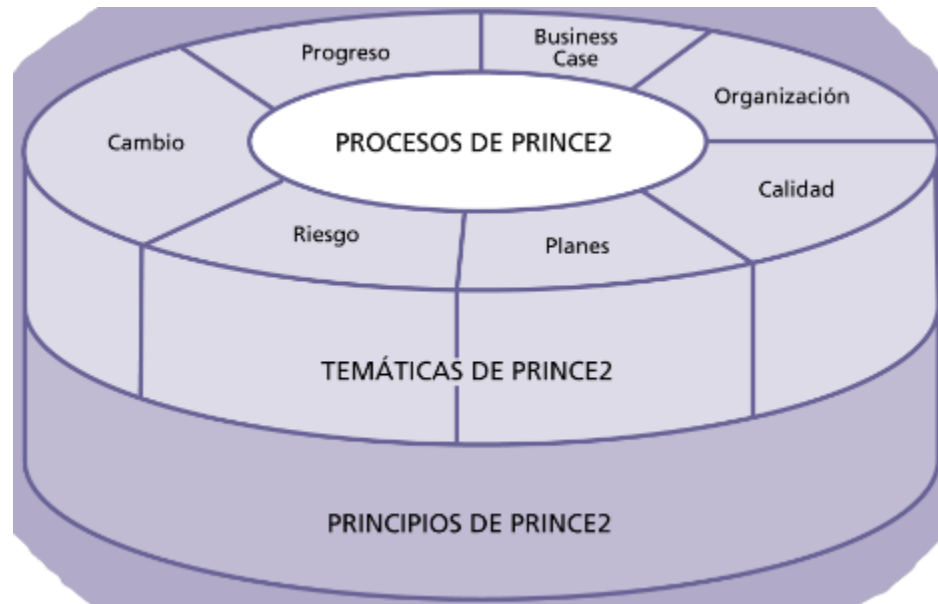 Progreso
Business
Case
Organización
Cambio
PROCESOS DE PRINCE2
Calidad
Riesgo
Planes
TEMÁTICAS DE PRINCE2
PRINCIPIOS DE PRINCE2